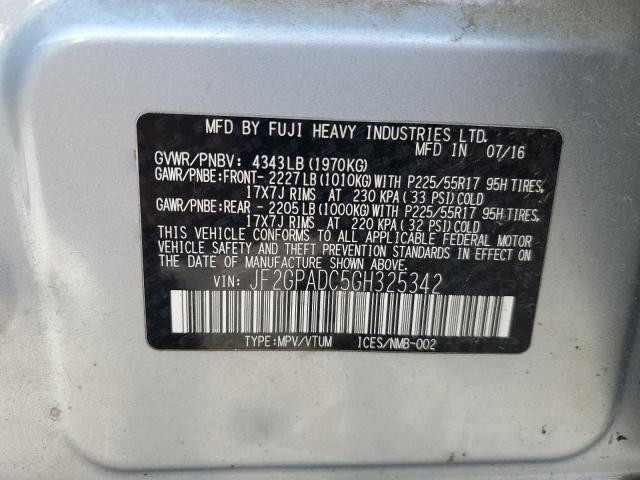 MFD BY FUJI HEAVY INDUSTRIES LTD.
MFD IN 07/16
GVWR/PNBV: 4343LB(1970KG)
GAWR/PNBE:FRONT-2227LB(1010KG)WITH P225/55R17 95H TIRES,
17X7J RIMS AT 230 KPA(33 PSI)COLD
GAWR/PNBE:REAR -2205LB(1000KG)WITH P225/55R17 95H TIRES,
17X7J RIMS AT 220 KPA(32 PSI)COLD
THIS VEHICLE CONFORMS TO ALL APPLICABLE FEDERAL MOTOR
VEHICLE SAFETY AND THEFT PREVENTION STANDARDS IN EFFECT ON
THE DATE OF MANUFACTURE SHOWN ABOVE.
VIN: JF2GPADC5GH325342
TYPE:MPV/VTUM ICES/NMB-002